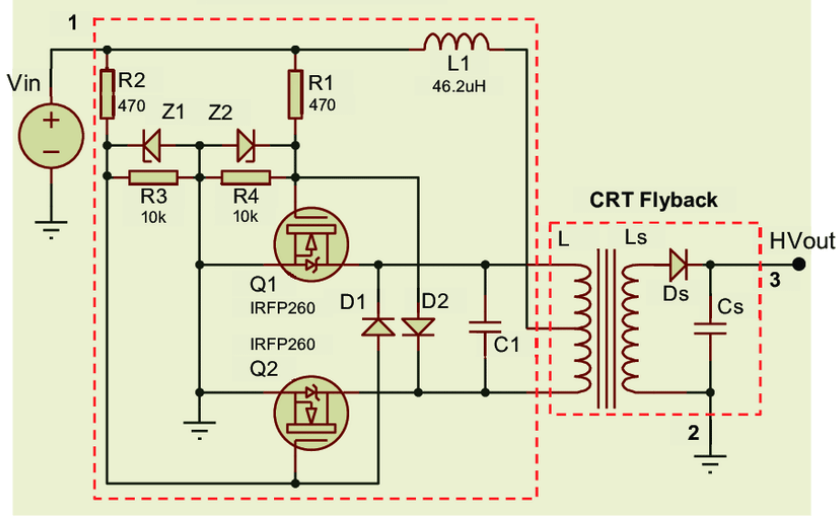 1
Vin
R2
470
Z1
Z2
R1
470
L1
46.2uH
R3
10k
R4
10k
CRT Flyback
L
Ls
HVout
3
Ds
Cs
Q1
IRFP260
D1
D2
C1
IRFP260
Q2
2